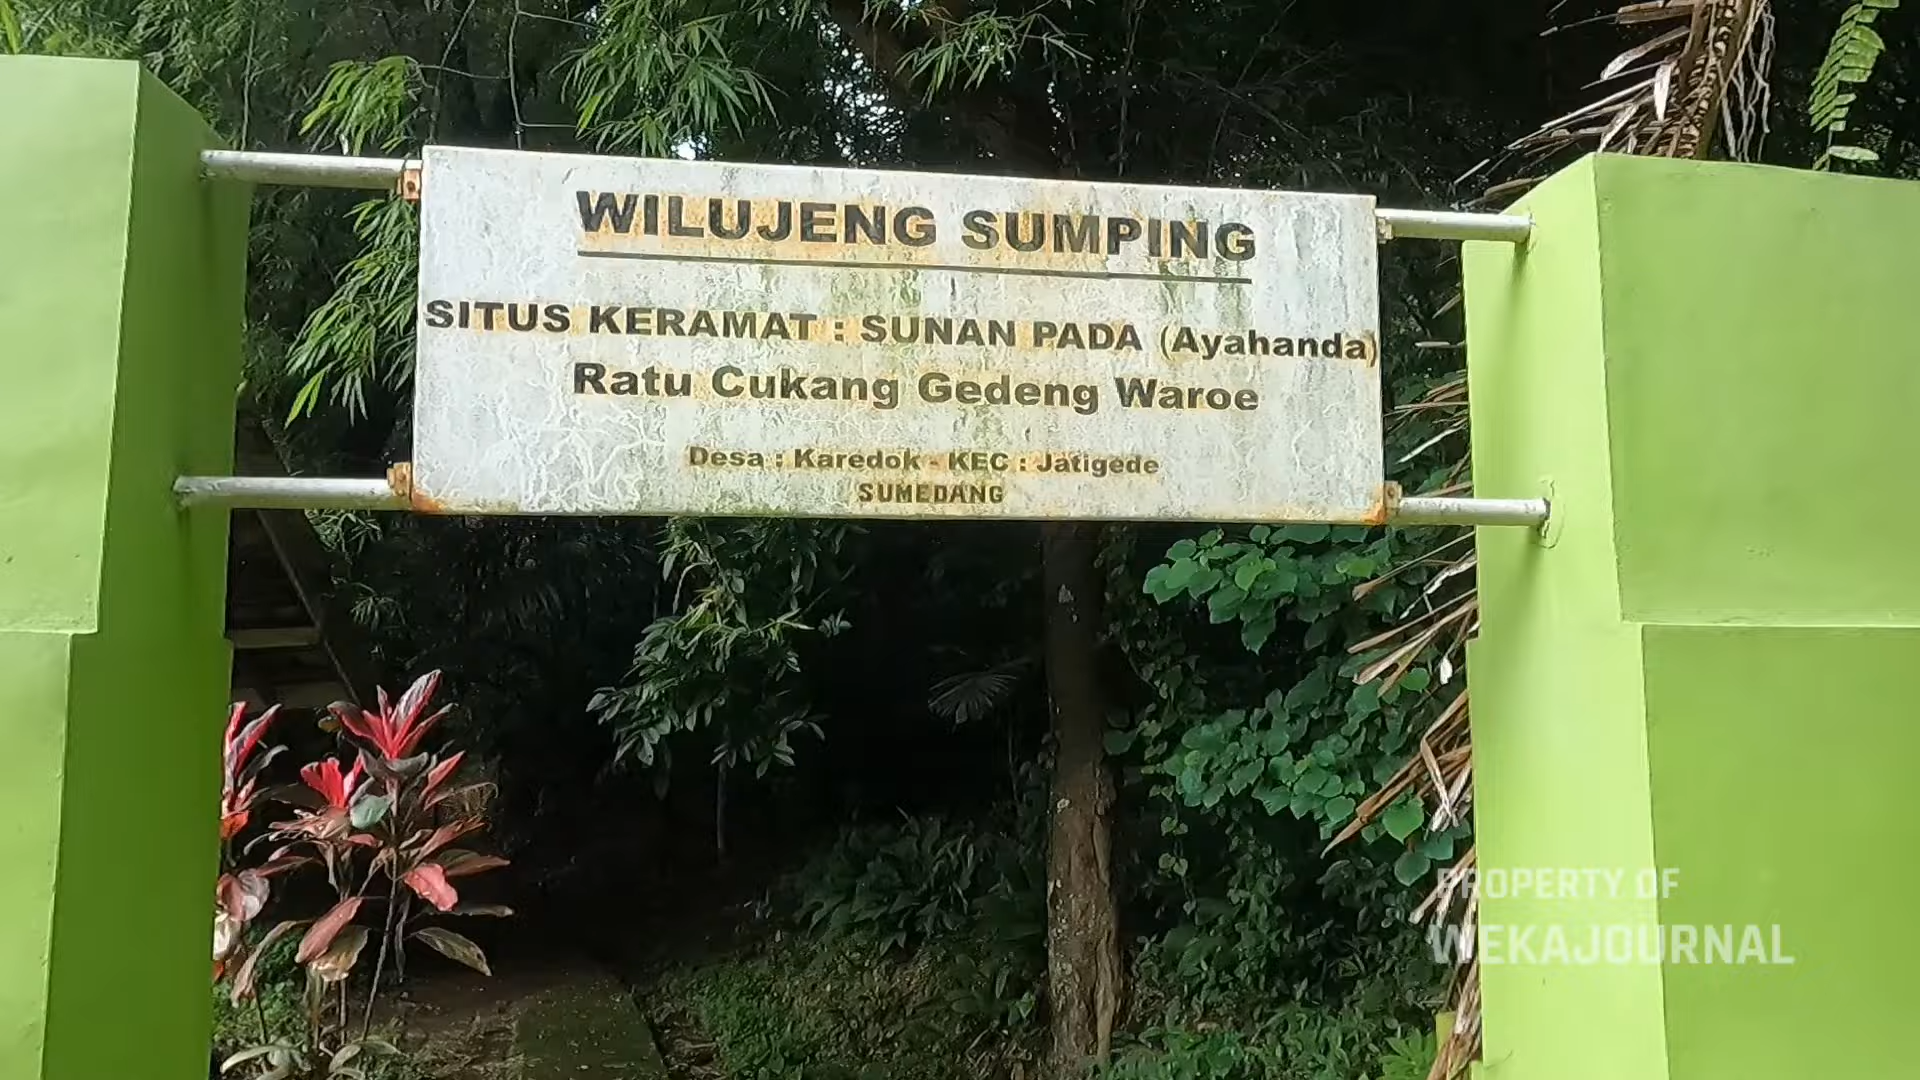 WILUJENG SUMPING
SITUS KERAMAT : SUNAN PADA (Ayahanda)
Ratu Cukang Gedeng Waroe
Desa : Karedok - KEC : Jatigede
SUMEDANG
PROPERTY OF
WEKAJOURNAL